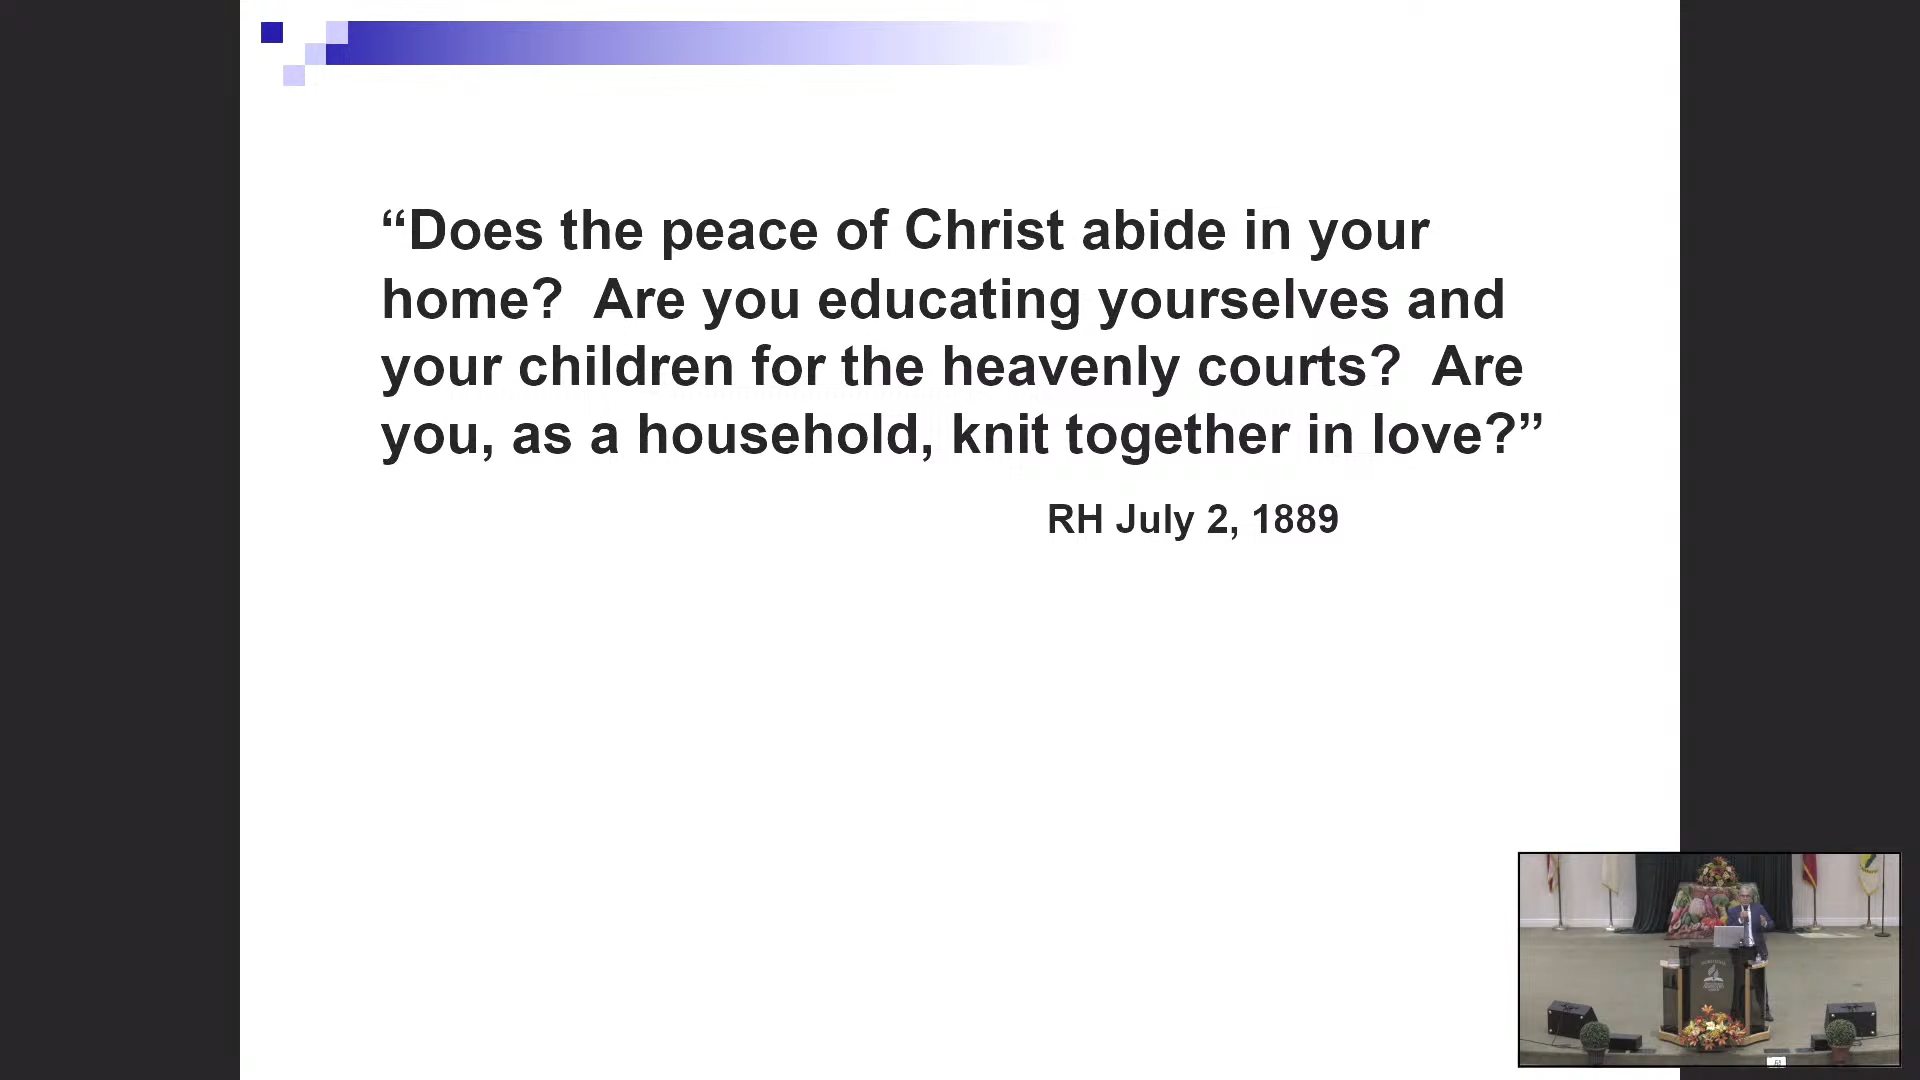 “Does the peace of Christ abide in your
home?  Are you educating yourselves and
your children for the heavenly courts?  Are
you, as a household, knit together in love?”
RH July 2, 1889